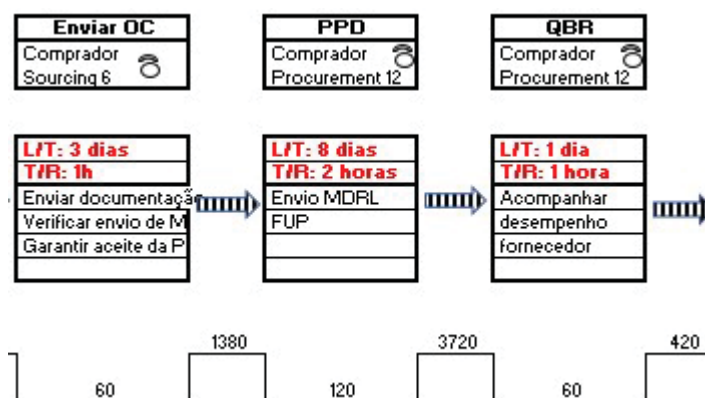 Enviar OC
Comprador
Sourcing 6
PPD
Comprador
Procurement 12
QBR
Comprador
Procurement 12
L/T: 3 dias
T/R: 1h
Enviar documentação
Verificar envio de M
Garantir aceite da P
L/T: 8 dias
T/R: 2 horas
Envio MDRL
FUP
L/T: 1 dia
T/R: 1 hora
Acompanhar
desempenho
fornecedor
1380
3720
420
60
120
60